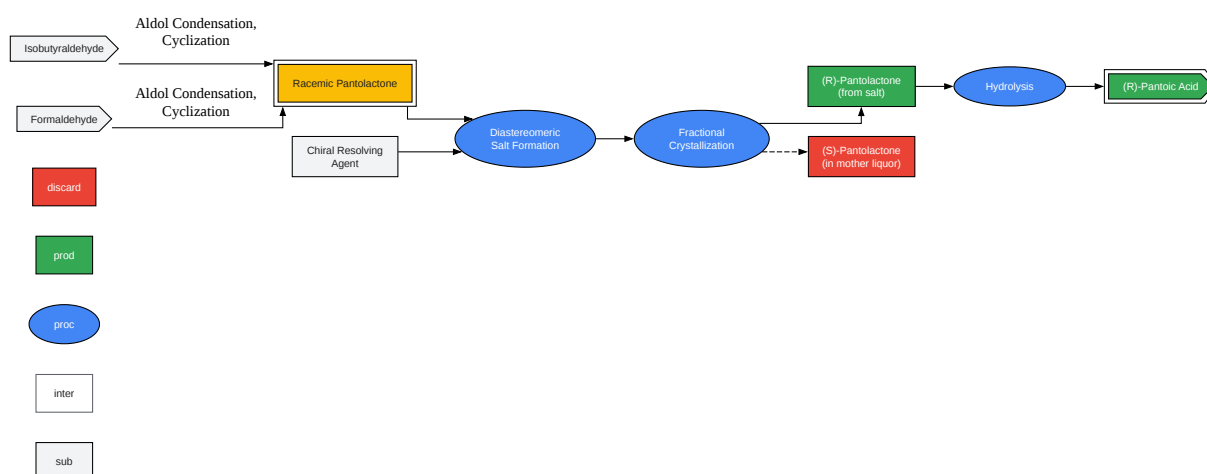 Aldol Condensation,
Cyclization
Isobutyraldehyde
Racemic Pantolactone
Aldol Condensation,
Cyclization
Formaldehyde
Chiral Resolving
Agent
Diastereomeric
Salt Formation
Fractional
Crystallization
(R)-Pantolactone
(from salt)
(S)-Pantolactone
(in mother liquor)
Hydrolysis
(R)-Pantoic Acid
discard
prod
proc
inter
sub